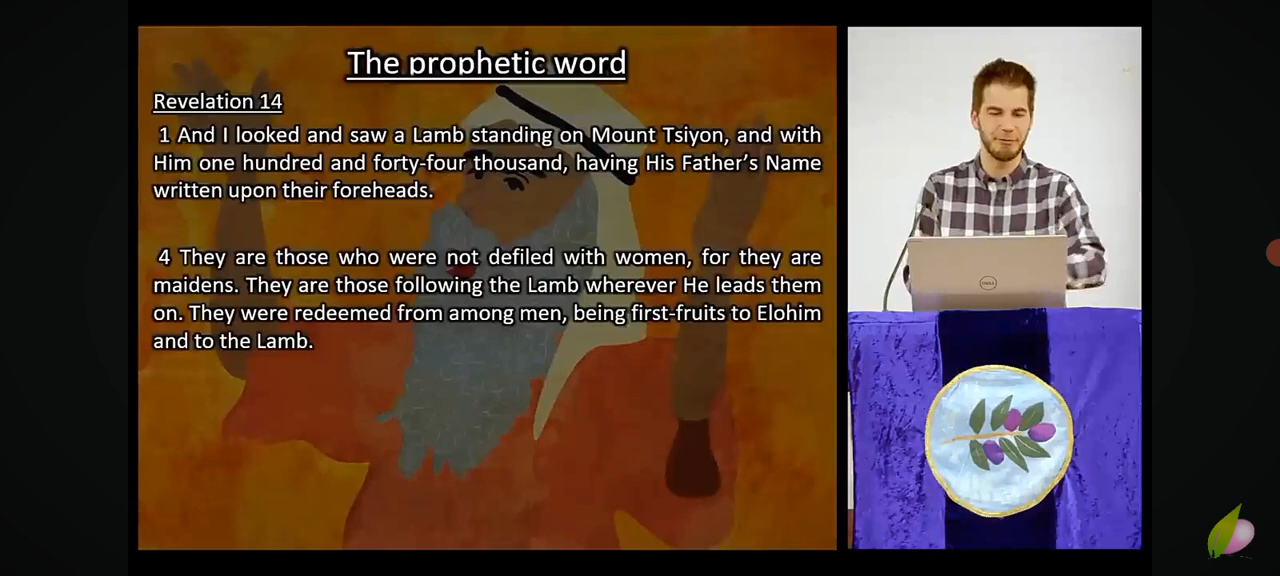 The prophetic word
Revelation 14
1 And I looked and saw a Lamb standing on Mount Tsiyon, and with
Him one hundred and forty-four thousand, having His Father’s Name
written upon their foreheads.
4 They are those who were not defiled with women, for they are
maidens. They are those following the Lamb wherever He leads them
on. They were redeemed from among men, being first-fruits to Elohim
and to the Lamb.
DELL